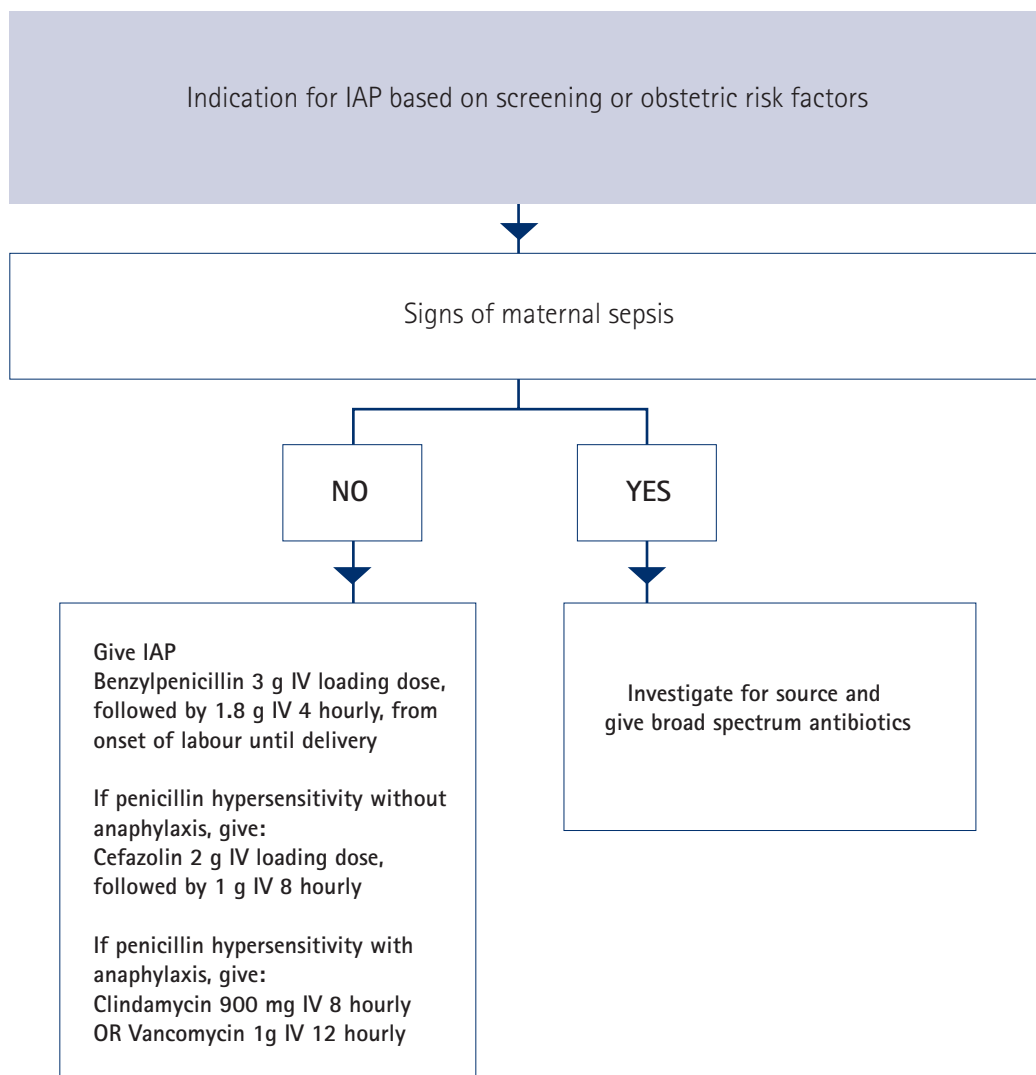 Indication for IAP based on screening or obstetric risk factors
Signs of maternal sepsis
NO
YES
Give IAP
Benzylpenicillin 3 g IV loading dose,
followed by 1.8 g IV 4 hourly, from
onset of labour until delivery
If penicillin hypersensitivity without
anaphylaxis, give:
Cefazolin 2 g IV loading dose,
followed by 1 g IV 8 hourly
If penicillin hypersensitivity with
anaphylaxis, give:
Clindamycin 900 mg IV 8 hourly
OR Vancomycin 1g IV 12 hourly
Investigate for source and
give broad spectrum antibiotics